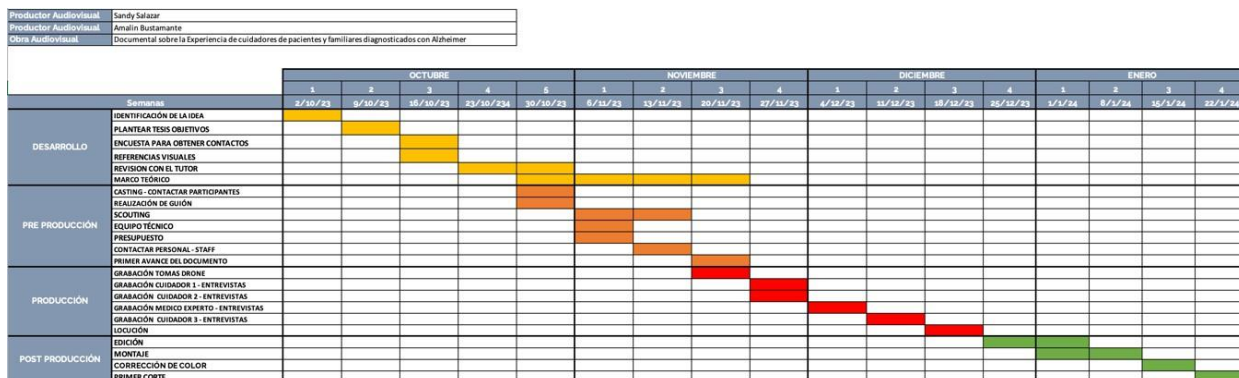 Productor Audiovisual Sandy Salazar
Productor Audiovisual Amalin Bustamante
Obra Audiovisual Documental sobre la Experiencia de cuidadores de pacientes y familiares diagnosticados con Alzheimer
OCTUBRE NOVIEMBRE DICIEMBRE ENERO
1 2 3 4 5 1 2 3 4 1 2 3 4 1 2 3 4
Semanas 2/10/23 9/10/23 16/10/23 23/10/234 30/10/23 6/11/23 13/11/23 20/11/23 27/11/23 4/12/23 11/12/23 18/12/23 25/12/23 1/1/24 8/1/24 15/1/24 22/1/24
DESARROLLO
IDENTIFICACIÓN DE LA IDEA
PLANTEAR TESIS OBJETIVOS
ENCUESTA PARA OBTENER CONTACTOS
REFERENCIAS VISUALES
REVISION CON EL TUTOR
MARCO TEÓRICO
PRE PRODUCCIÓN
CASTING - CONTACTAR PARTICIPANTES
REALIZACIÓN DE GUIÓN
SCOUTING
EQUIPO TÉCNICO
PRESUPUESTO
CONTACTAR PERSONAL - STAFF
PRIMER AVANCE DEL DOCUMENTO
PRODUCCIÓN
GRABACIÓN TOMAS DRONE
GRABACIÓN CUIDADOR 1 - ENTREVISTAS
GRABACIÓN CUIDADOR 2 - ENTREVISTAS
GRABACIÓN MEDICO EXPERTO - ENTREVISTAS
GRABACIÓN CUIDADOR 3 - ENTREVISTAS
LOCUCIÓN
POST PRODUCCIÓN
EDICIÓN
MONTAJE
CORRECCIÓN DE COLOR
PRIMER CORTE